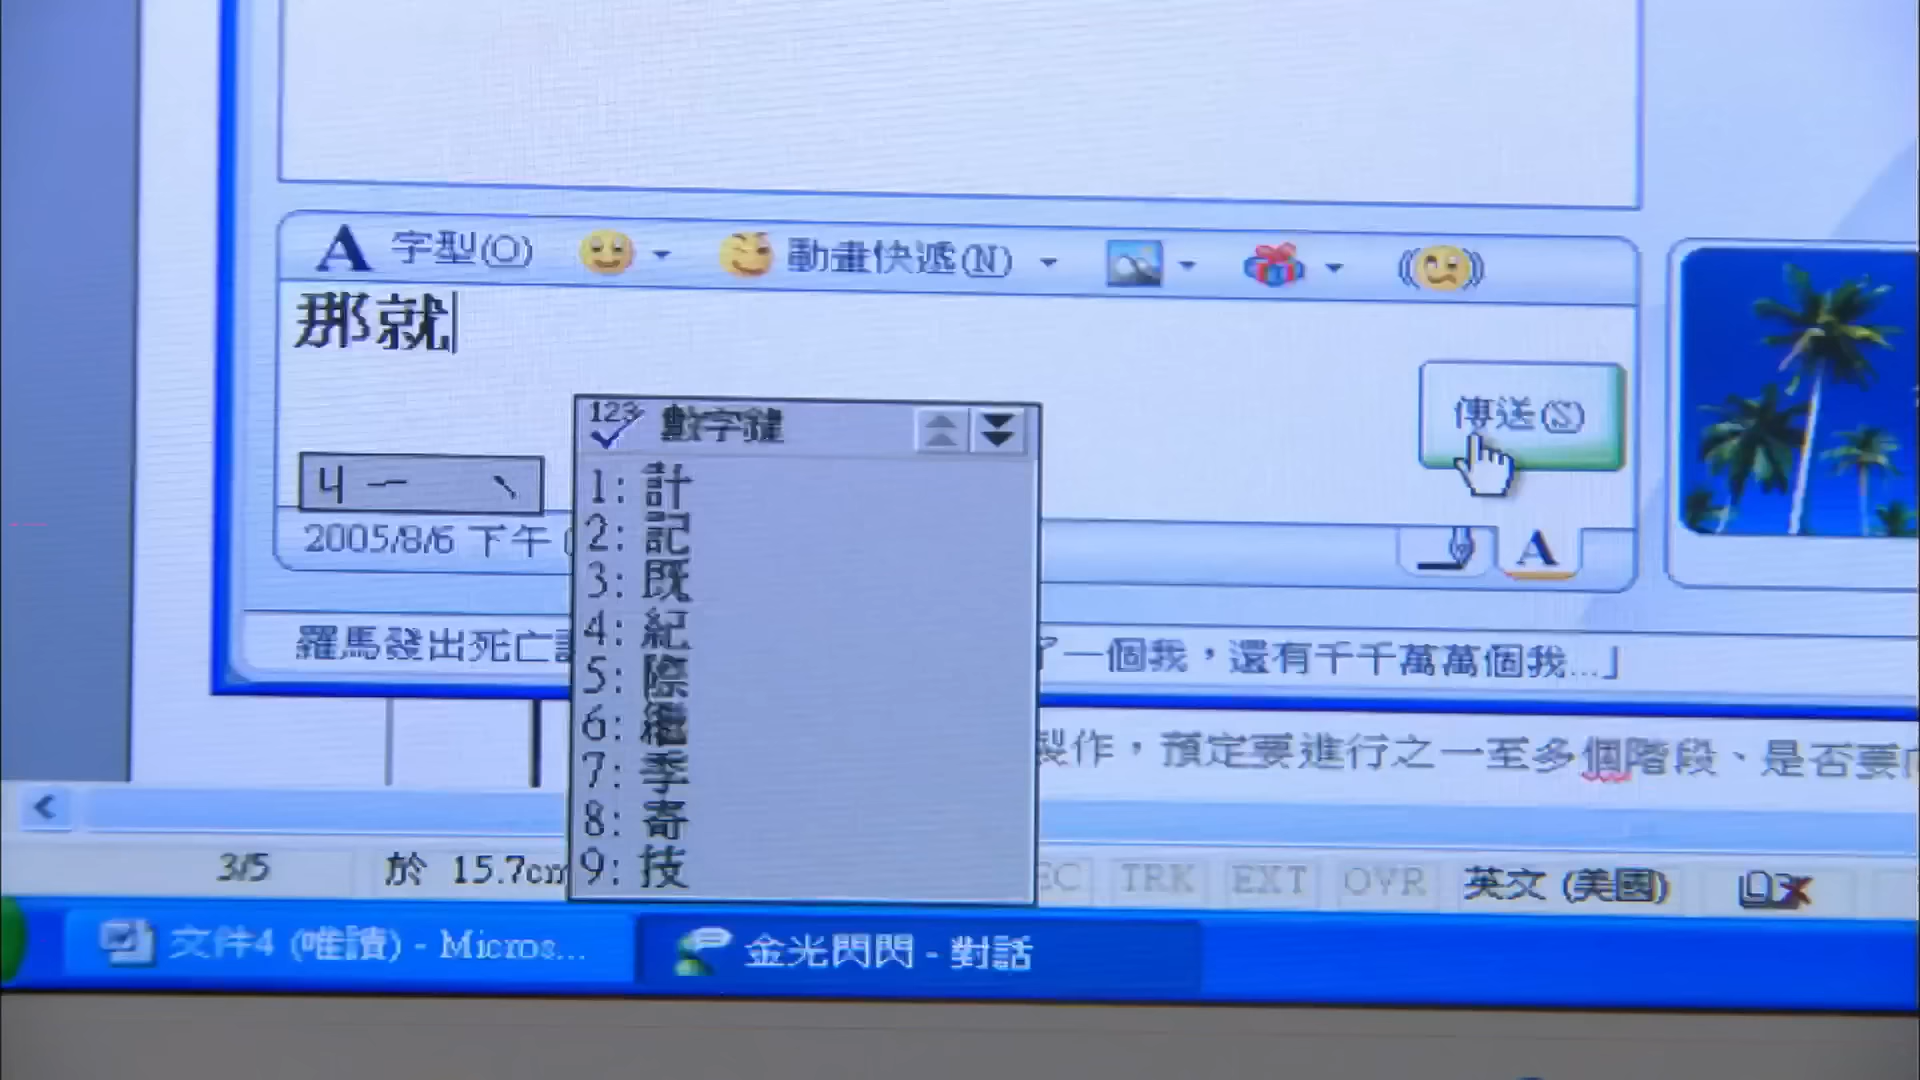 A 字型(O) 動畫快遞(N)
那就
傳送(S)
123 數字鍵
ㄐㄧ ˋ
1: 計
2: 記
3: 既
4: 紀
5: 際
6: 繼
7: 季
8: 寄
9: 技
2005/8/6 下午
A
羅馬發出死亡
一個我，還有千千萬萬個我...」
製作，預定要進行之一至多個階段、是否要
3/5 於 15.7cm TRK EXT OVR 英文 (美國)
文件4 (唯讀) - Micros... 金光閃閃 - 對話